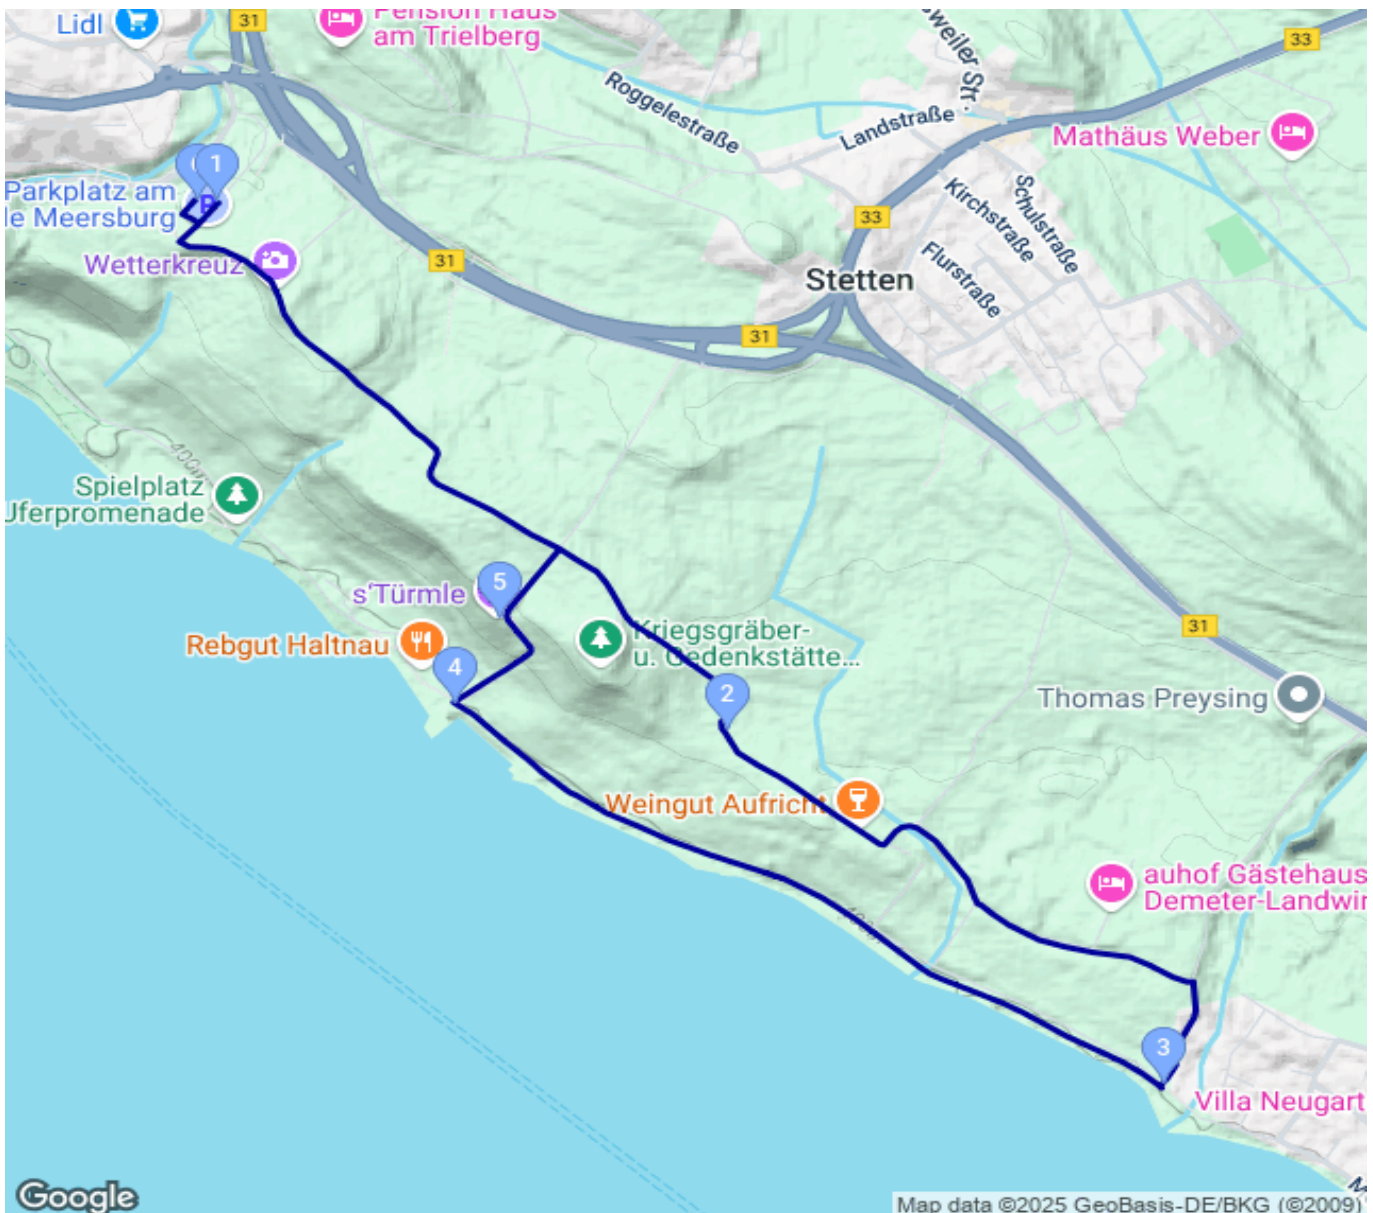 Lidl
31
Pension Haus
am Trielberg
sweiler Str.
33
Roggelestraße
Landstraße
Mathäus Weber
1
Parkplatz am
le Meersburg
Wetterkreuz
31
33
Kirchstraße
Schulstraße
Flurstraße
Stetten
31
400m
Spielplatz
Uferpromenade
s'Türmle
5
Rebgut Haltnau
4
Kriegsgräber-
u. Gedenkstätte...
31
2
Thomas Preysing
Weingut Aufricht
auhof Gästehaus
Demeter-Landwir
400m
3
Villa Neugart
Google
Map data ©2025 GeoBasis-DE/BKG (©2009)